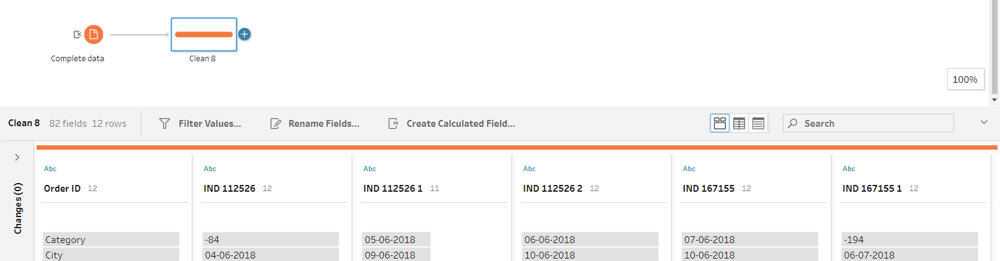 Complete data
Clean 8
100%
Clean 8 82 fields 12 rows Filter Values... Rename Fields... Create Calculated Field... Search
Changes (0)
Abc Abc Abc Abc Abc Abc
Order ID 12 IND 112526 12 IND 112526 1 11 IND 112526 2 12 IND 167155 12 IND 167155 1 12
Category -84 05-06-2018 06-06-2018 07-06-2018 -194
City 04-06-2018 09-06-2018 10-06-2018 10-06-2018 06-07-2018